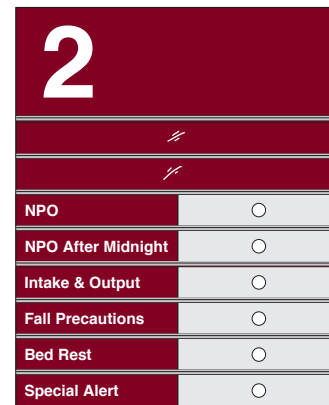 2
NPO
NPO After Midnight
Intake & Output
Fall Precautions
Bed Rest
Special Alert